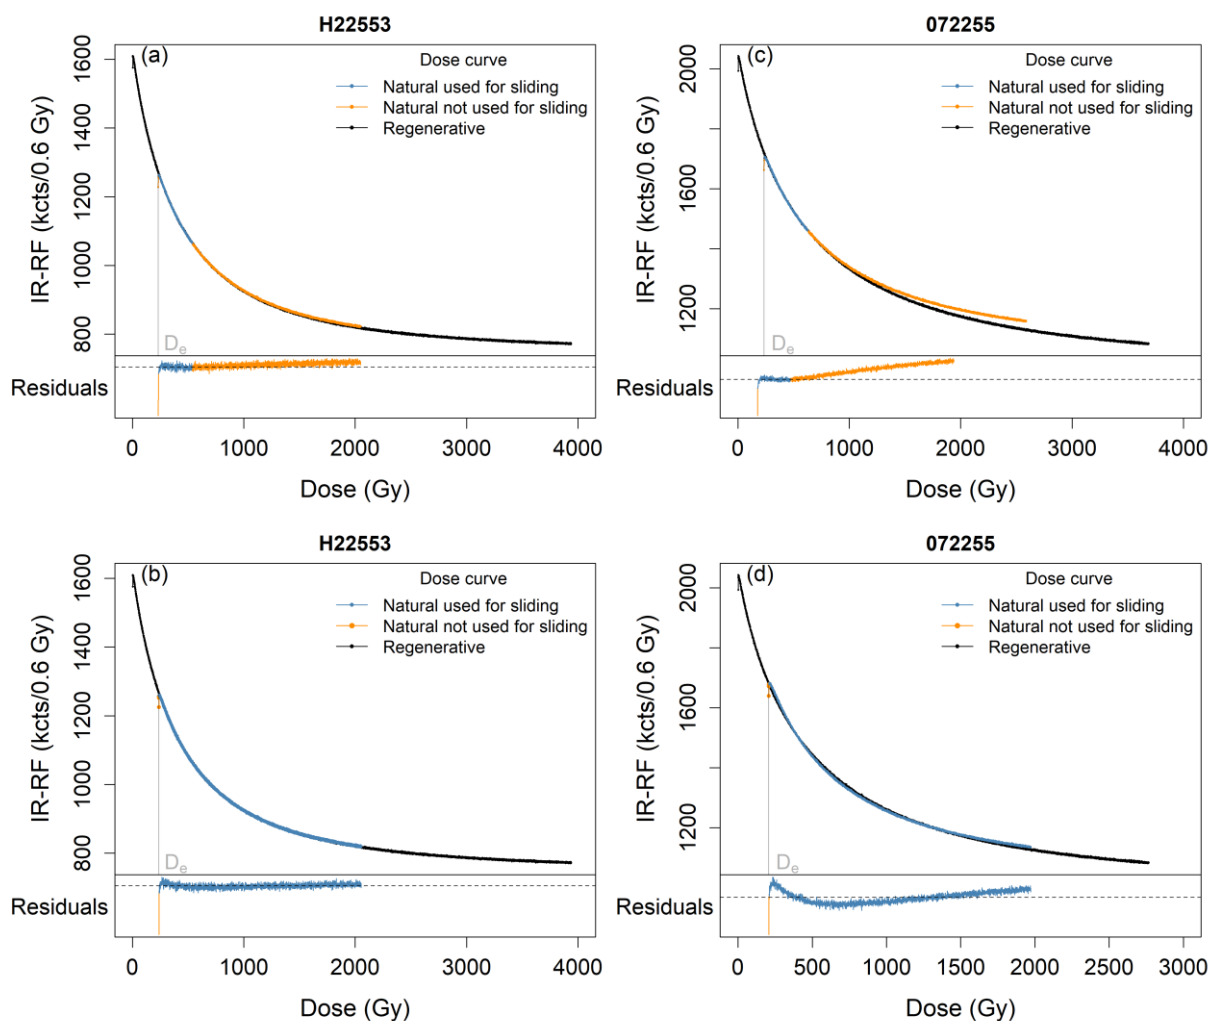 H22553
(a)
Dose curve
Natural used for sliding
Natural not used for sliding
Regenerative
IR-RF (kcts/0.6 Gy)
1600
1400
1200
1000
800
De
Residuals
0 1000 2000 3000 4000
Dose (Gy)
072255
(c)
Dose curve
Natural used for sliding
Natural not used for sliding
Regenerative
IR-RF (kcts/0.6 Gy)
2000
1600
1200
De
Residuals
0 1000 2000 3000 4000
Dose (Gy)
H22553
(b)
Dose curve
Natural used for sliding
Natural not used for sliding
Regenerative
IR-RF (kcts/0.6 Gy)
1600
1400
1200
1000
800
De
Residuals
0 1000 2000 3000 4000
Dose (Gy)
072255
(d)
Dose curve
Natural used for sliding
Natural not used for sliding
Regenerative
IR-RF (kcts/0.6 Gy)
2000
1600
1200
De
Residuals
0 500 1000 1500 2000 2500 3000
Dose (Gy)